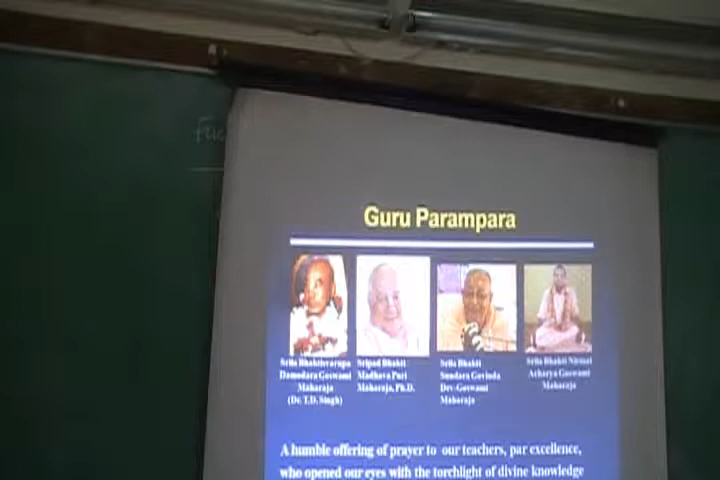 Guru Parampara
Srila Bhaktisvarupa
Damodara Goswami
Maharaja
(Dr. T.D. Singh)
Sripad Bhakti
Madhava Puri
Maharaja, Ph.D.
Srila Bhakti
Sundara Govinda
Dev-Goswami
Maharaja
Srila Bhakti Nirmal
Acharya Goswami
Maharaja
A humble offering of prayer to our teachers, par excellence,
who opened our eyes with the torchlight of divine knowledge